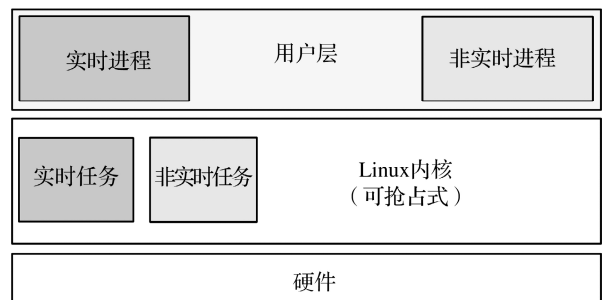 实时进程
用户层
非实时进程
实时任务
非实时任务
Linux内核
（可抢占式）
硬件